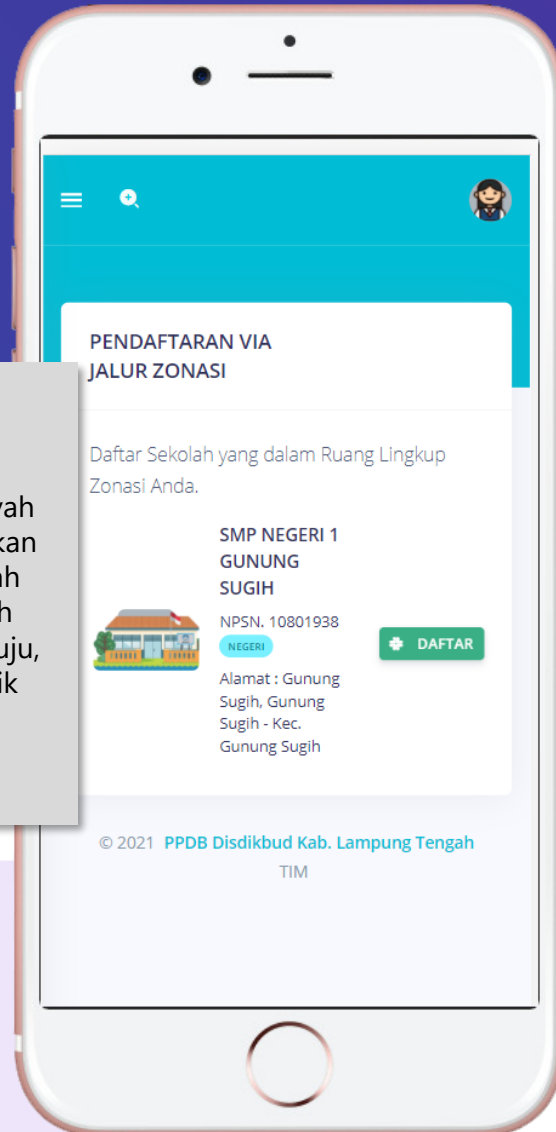 PENDAFTARAN VIA
JALUR ZONASI
Daftar Sekolah yang dalam Ruang Lingkup
Zonasi Anda.
SMP NEGERI 1
GUNUNG
SUGIH
NPSN. 10801938
NEGERI
DAFTAR
Alamat : Gunung
Sugih, Gunung
Sugih - Kec.
Gunung Sugih
© 2021 PPDB Disdikbud Kab. Lampung Tengah
TIM